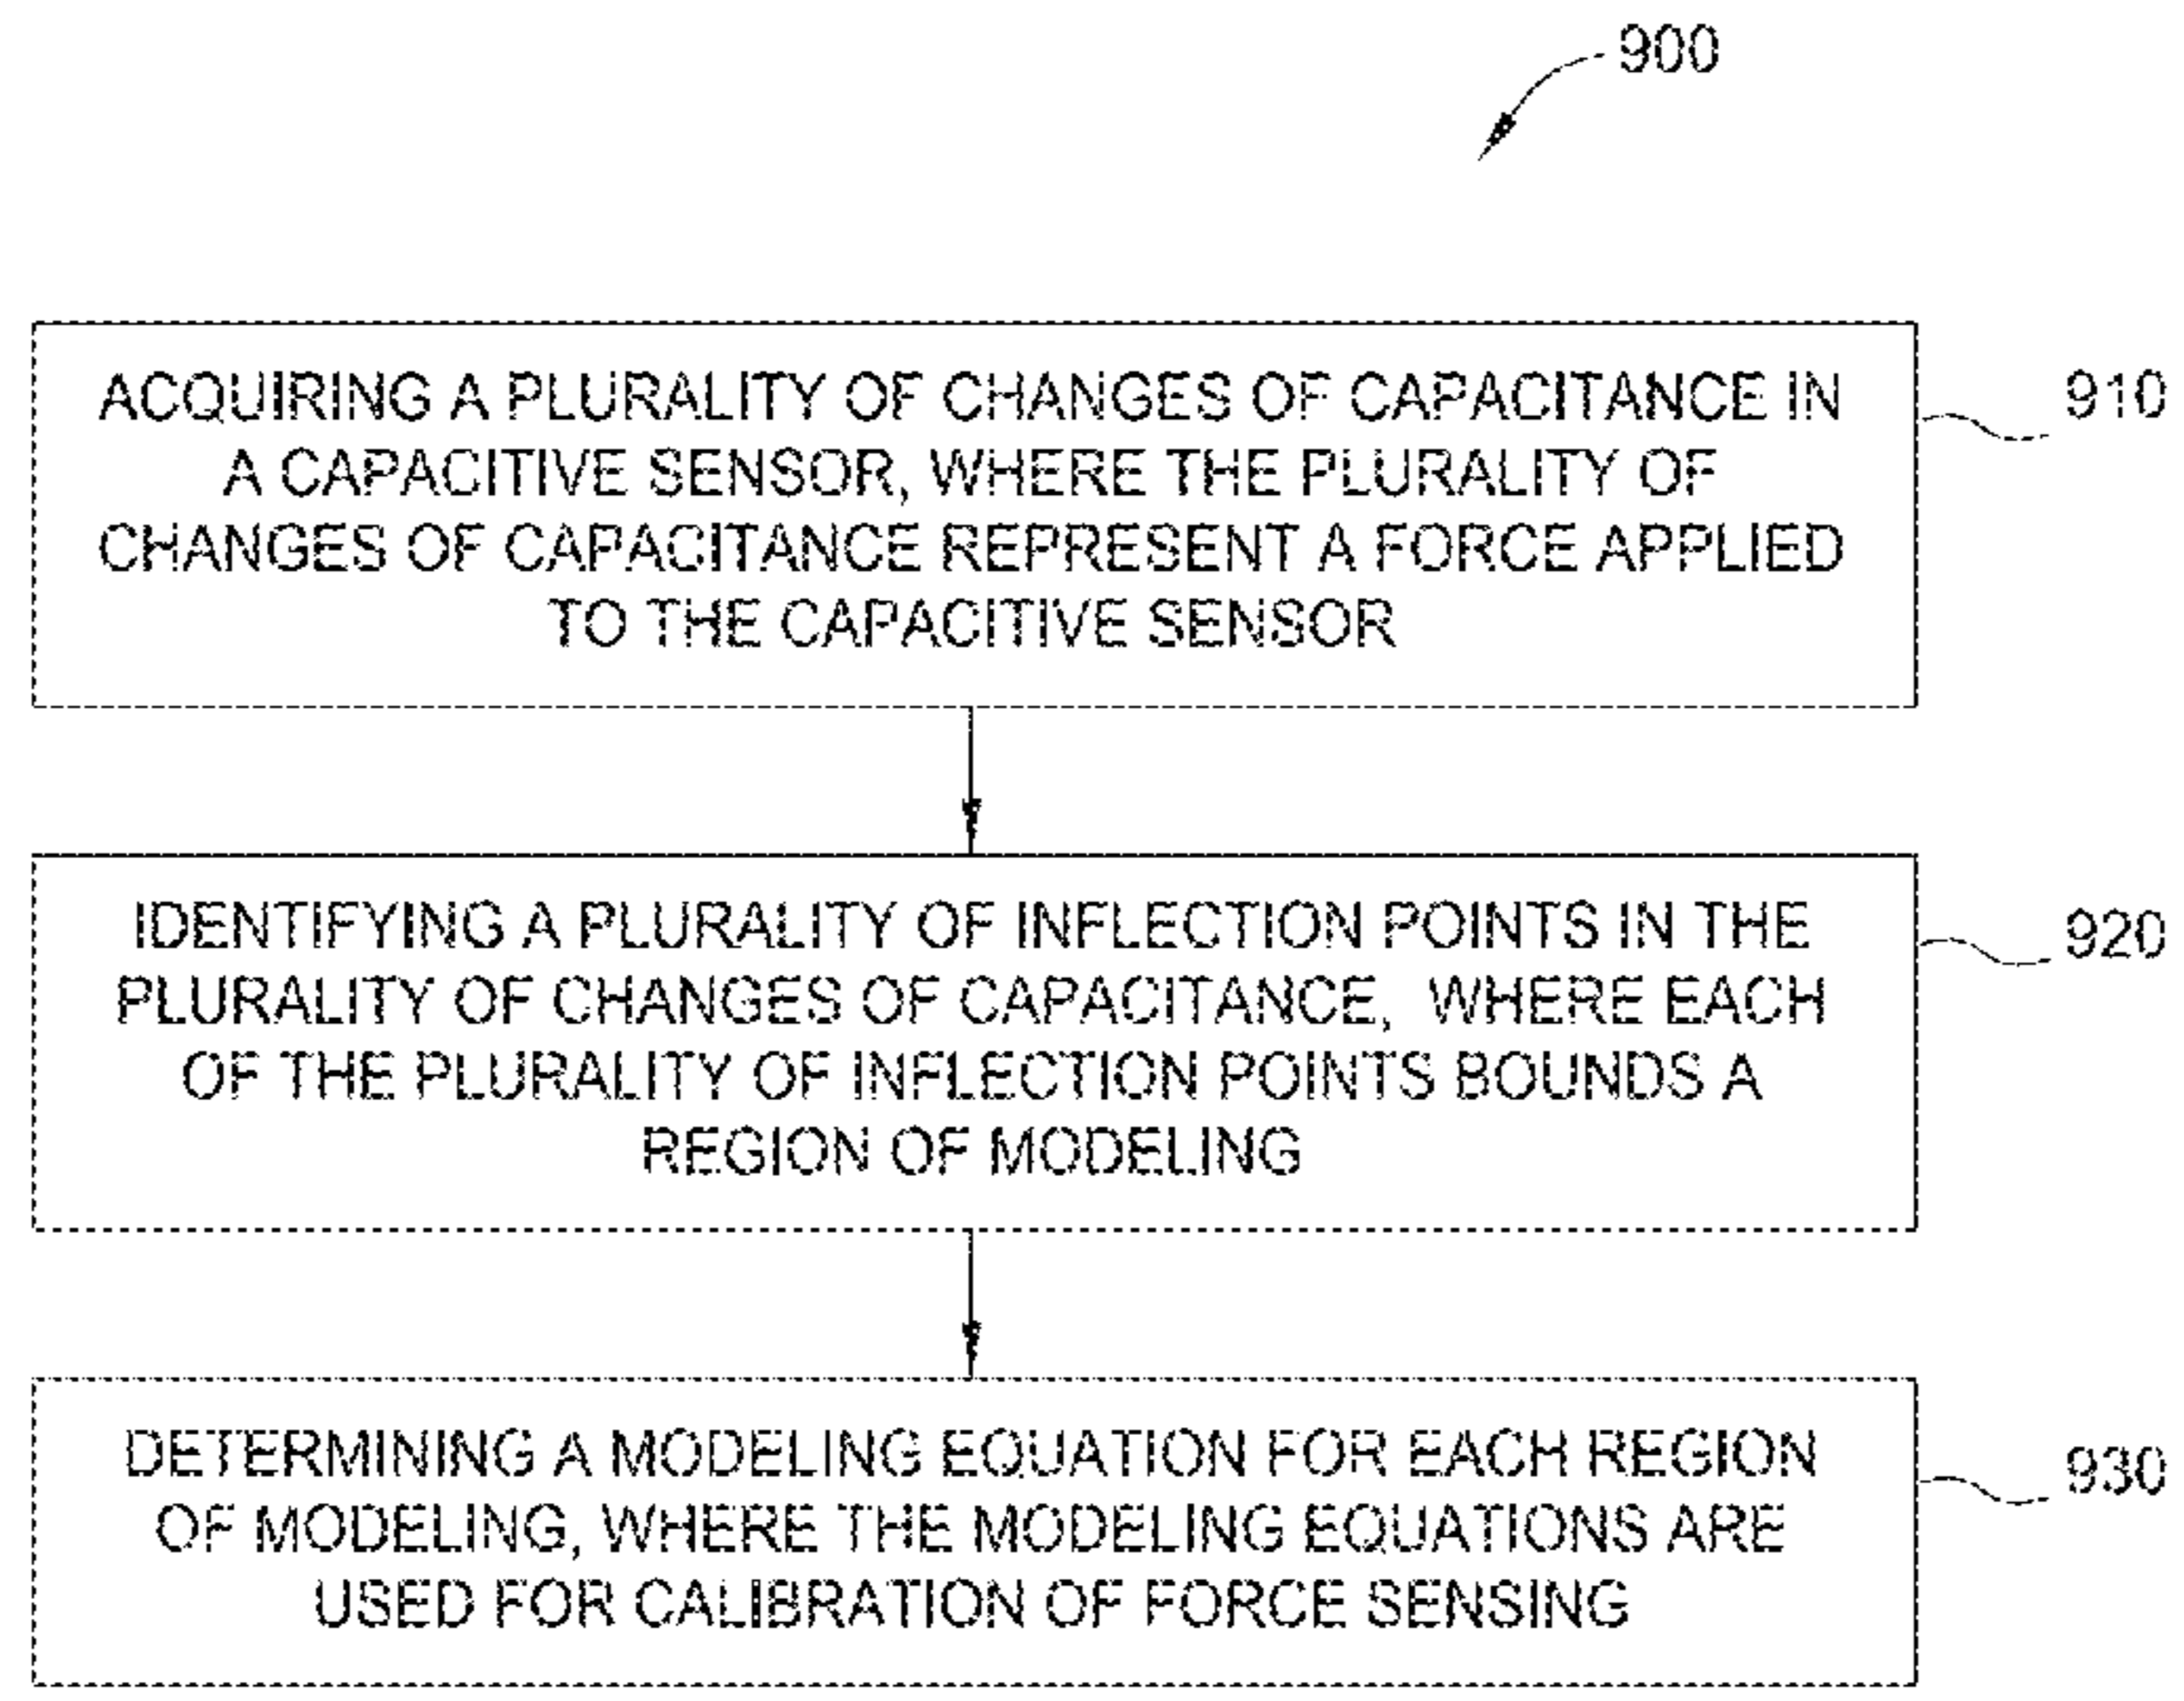 900
ACQUIRING A PLURALITY OF CHANGES OF CAPACITANCE IN
A CAPACITIVE SENSOR, WHERE THE PLURALITY OF
CHANGES OF CAPACITANCE REPRESENT A FORCE APPLIED
TO THE CAPACITIVE SENSOR
910
IDENTIFYING A PLURALITY OF INFLECTION POINTS IN THE
PLURALITY OF CHANGES OF CAPACITANCE, WHERE EACH
OF THE PLURALITY OF INFLECTION POINTS BOUNDS A
REGION OF MODELING
920
DETERMINING A MODELING EQUATION FOR EACH REGION
OF MODELING, WHERE THE MODELING EQUATIONS ARE
USED FOR CALIBRATION OF FORCE SENSING
930